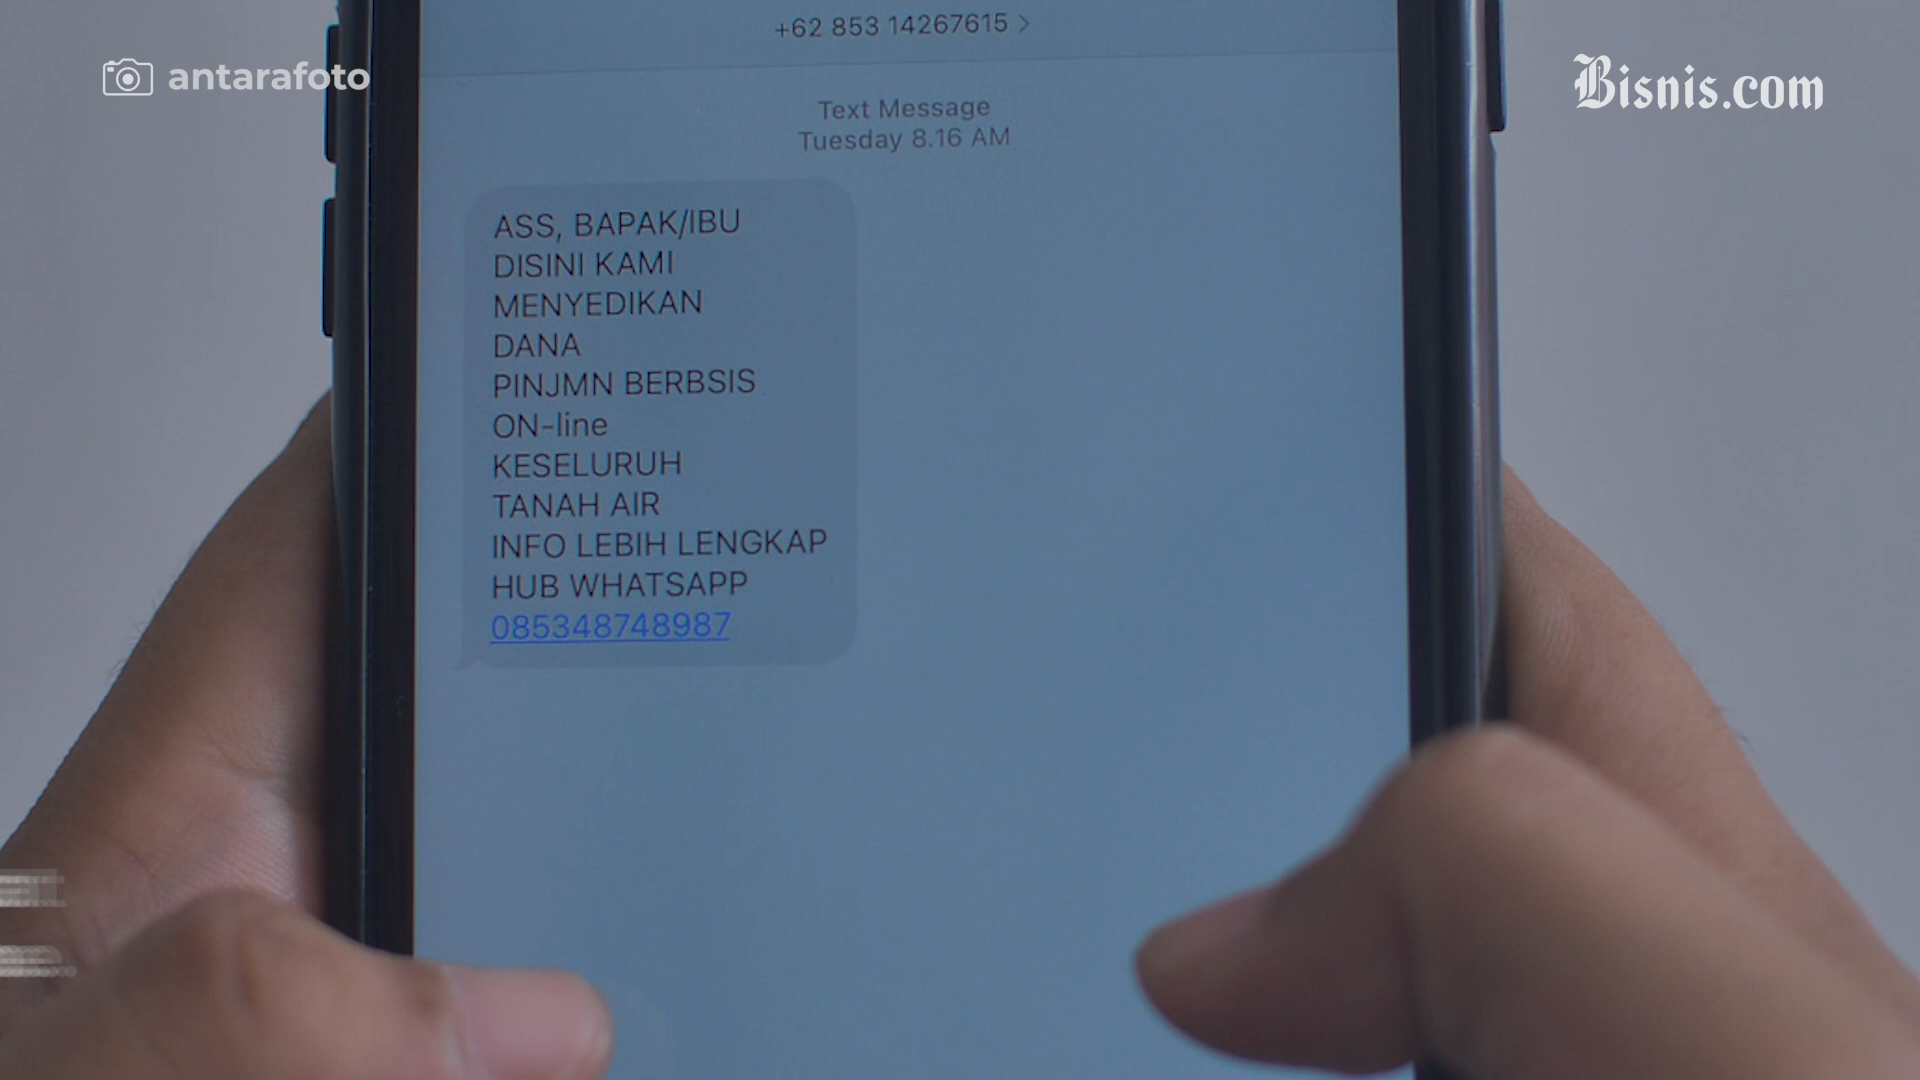 +62 853 14267615 >
antarafoto
Bisnis.com
Text Message
Tuesday 8.16 AM
ASS, BAPAK/IBU
DISINI KAMI
MENYEDIKAN
DANA
PINJMN BERBSIS
ON-line
KESELURUH
TANAH AIR
INFO LEBIH LENGKAP
HUB WHATSAPP
085348748987